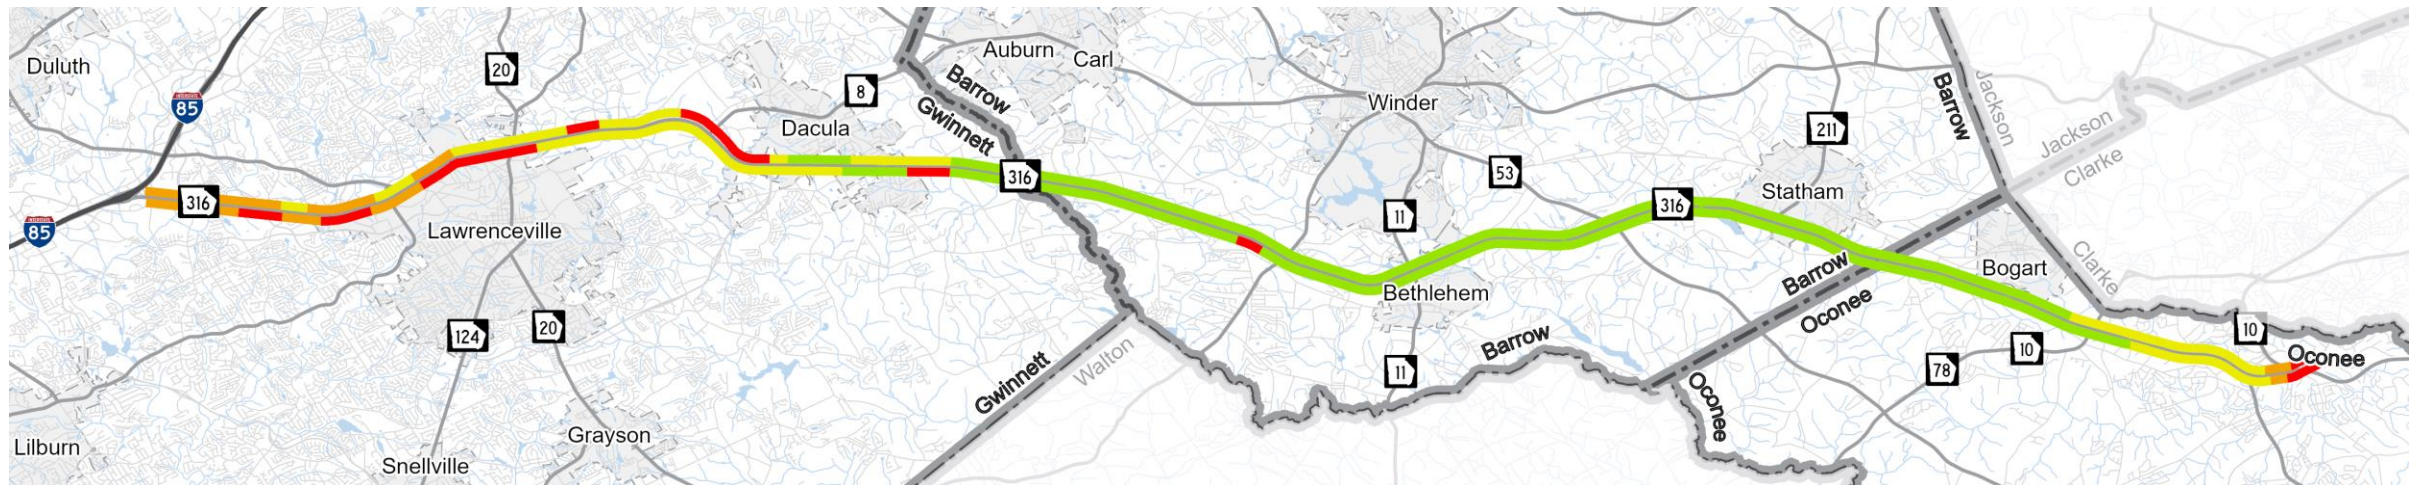 Duluth
INTERSTATE
85
INTERSTATE
85
316
20
Lawrenceville
124
20
Lilburn
Snellville
Grayson
Dacula
8
Auburn
Carl
Barrow
Gwinnett
316
Gwinnett
Walton
Winder
11
53
Bethlehem
11
Barrow
316
211
Statham
Barrow
Jackson
Jackson
Clarke
Barrow
Oconee
Oconee
Bogart
Clarke
78
10
10
Oconee